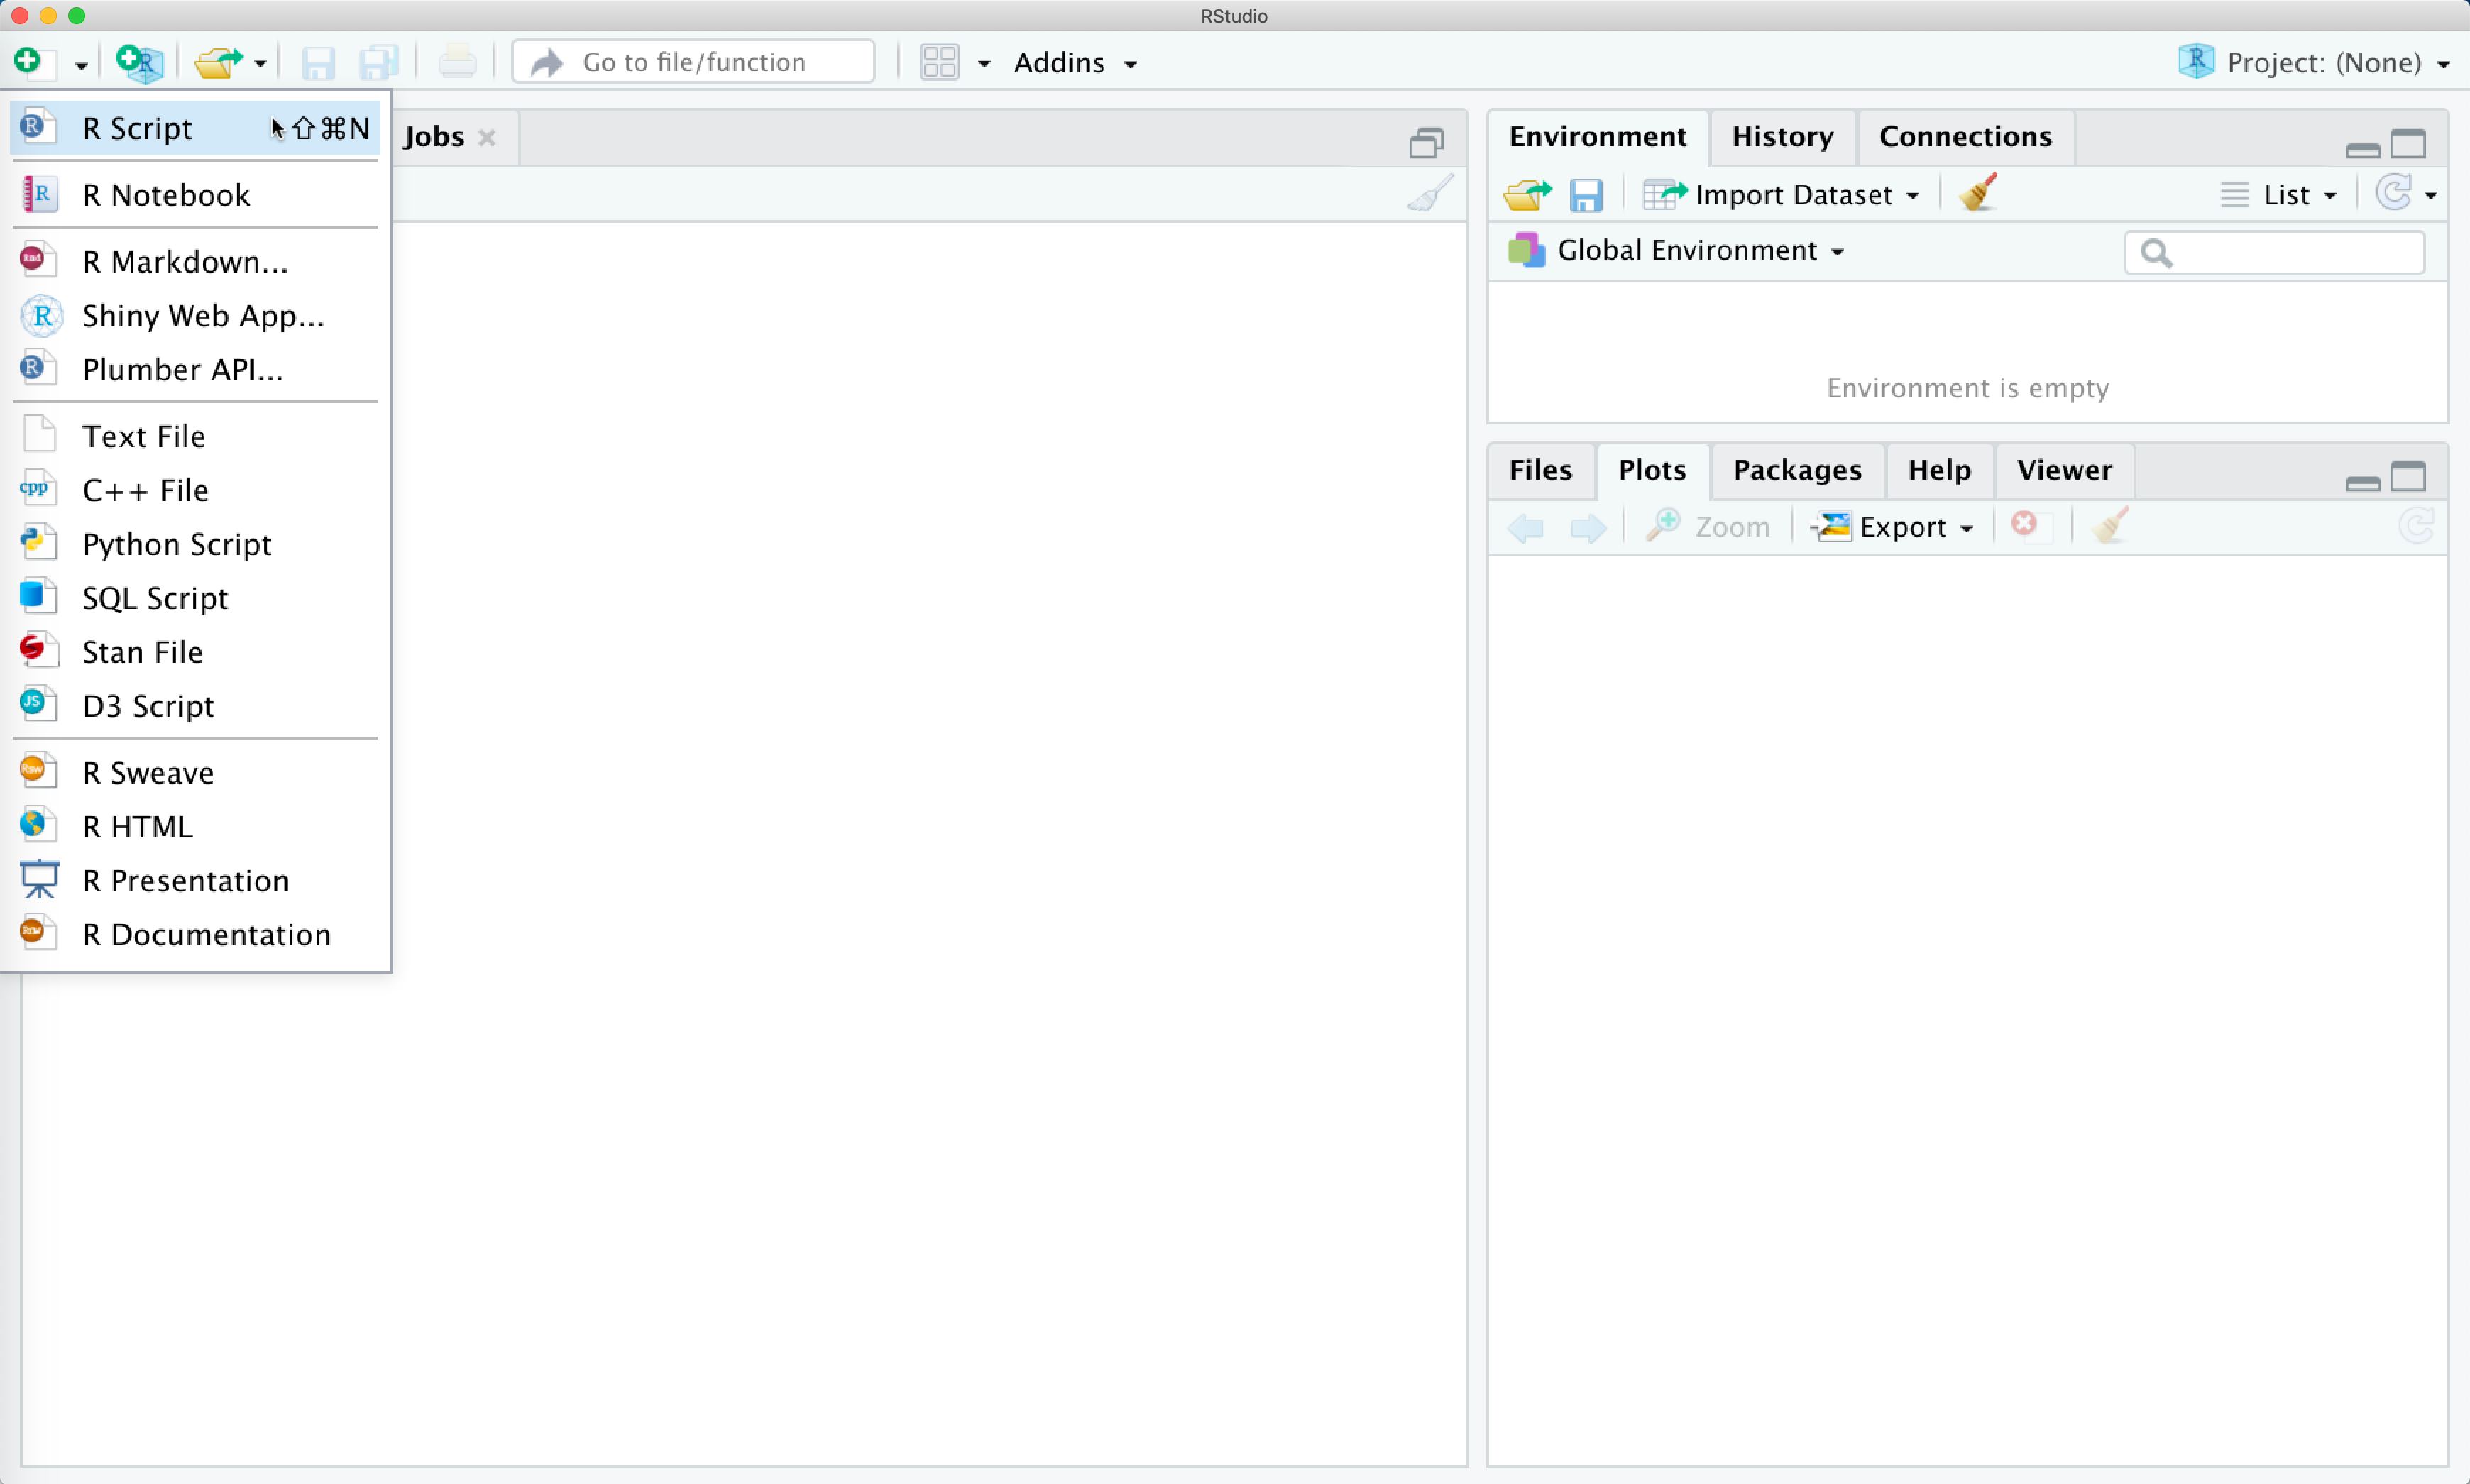 RStudio
Go to file/function
Addins
Project: (None)
R Script ⇧⌘N
R Notebook
R Markdown...
Shiny Web App...
Plumber API...
Text File
C++ File
Python Script
SQL Script
Stan File
D3 Script
R Sweave
R HTML
R Presentation
R Documentation
Jobs
Environment History Connections
Import Dataset
List
Global Environment
Environment is empty
Files Plots Packages Help Viewer
Zoom Export